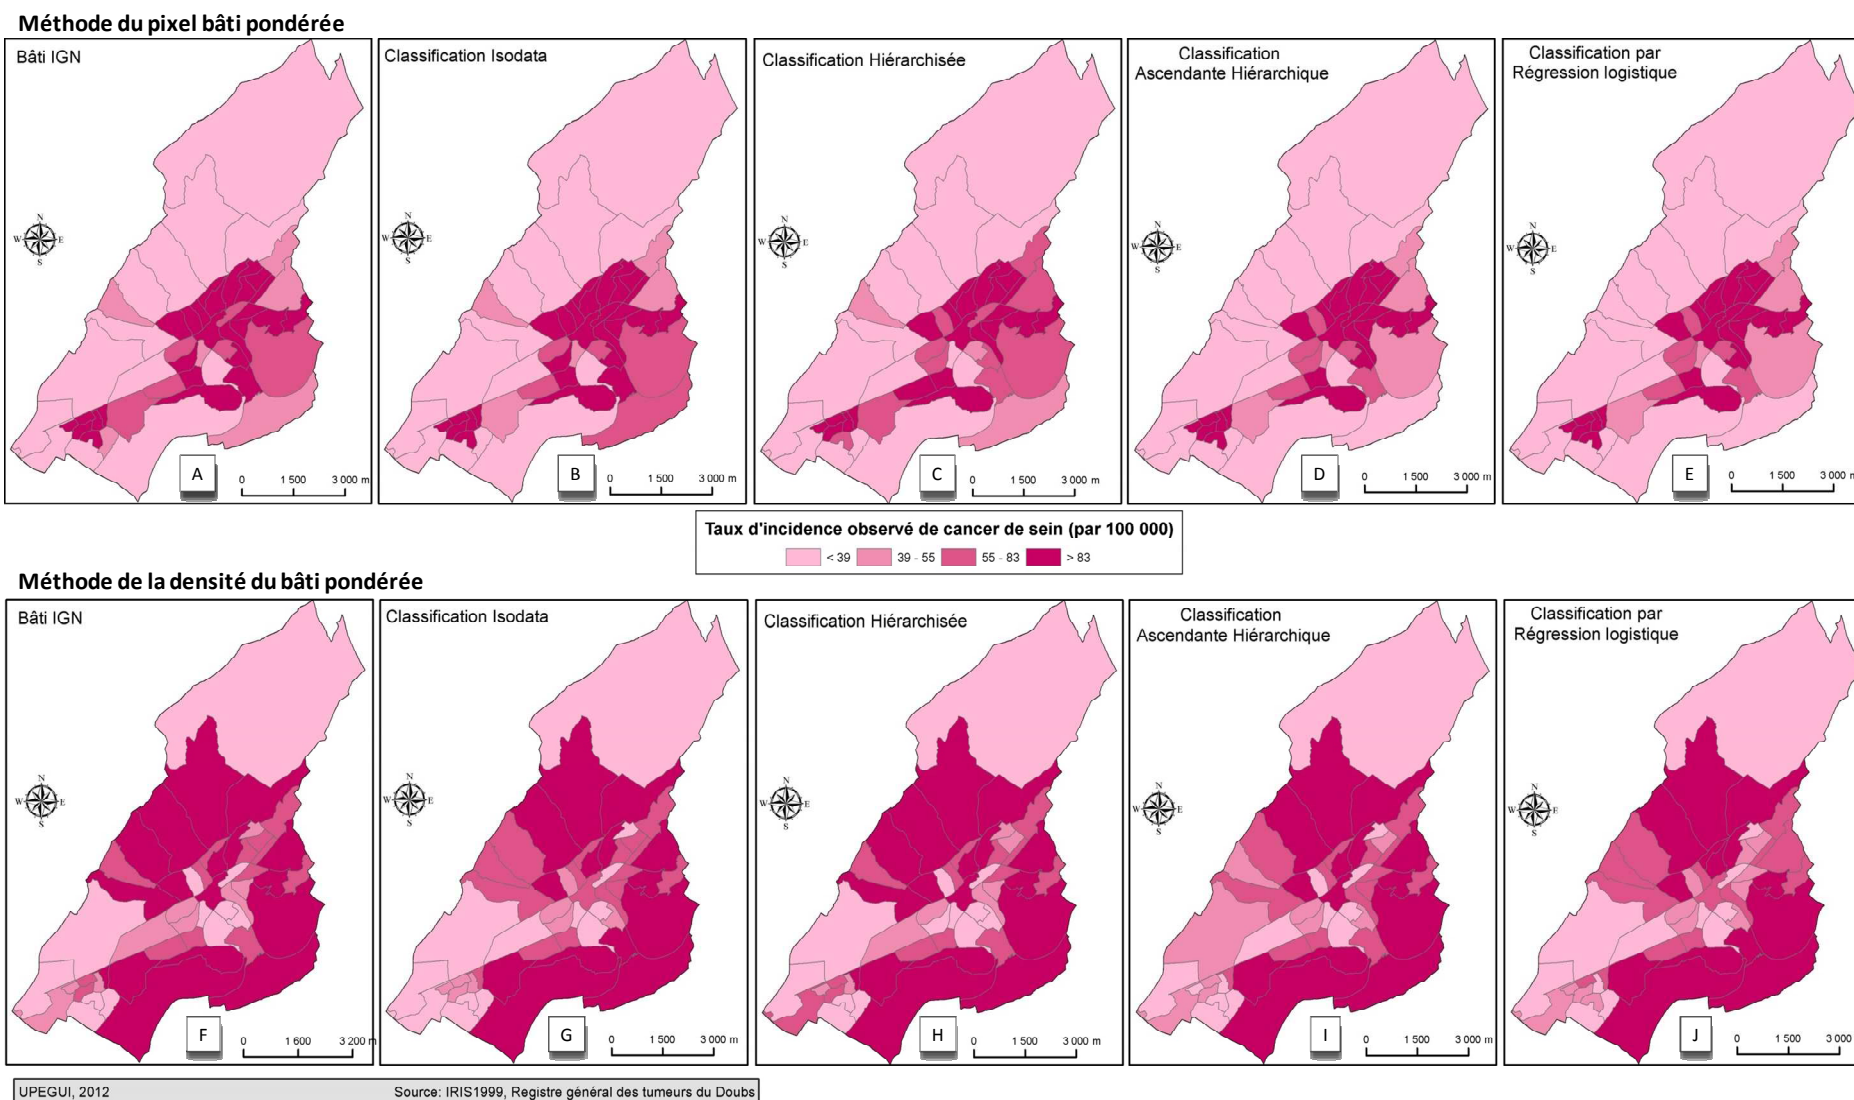 Méthode du pixel bâti pondérée
Bâti IGN
Classification Isodata
Classification Hiérarchisée
Classification
Ascendante Hiérarchique
Classification par
Régression logistique
N
W E
S
N
W E
S
N
W E
S
N
W E
S
N
W E
S
A
0 1 500 3 000 m
B
0 1 500 3 000 m
C
0 1 500 3 000 m
D
0 1 500 3 000 m
E
0 1 500 3 000 m
Taux d'incidence observé de cancer de sein (par 100 000)
< 39 39 - 55 55 - 83 > 83
Méthode de la densité du bâti pondérée
Bâti IGN
Classification Isodata
Classification Hiérarchisée
Classification
Ascendante Hiérarchique
Classification par
Régression logistique
N
W E
S
N
W E
S
N
W E
S
N
W E
S
N
W E
S
F
0 1 600 3 200 m
G
0 1 500 3 000 m
H
0 1 500 3 000 m
I
0 1 500 3 000 m
J
0 1 500 3 000 m
UPEGUI, 2012 Source: IRIS1999, Registre général des tumeurs du Doubs